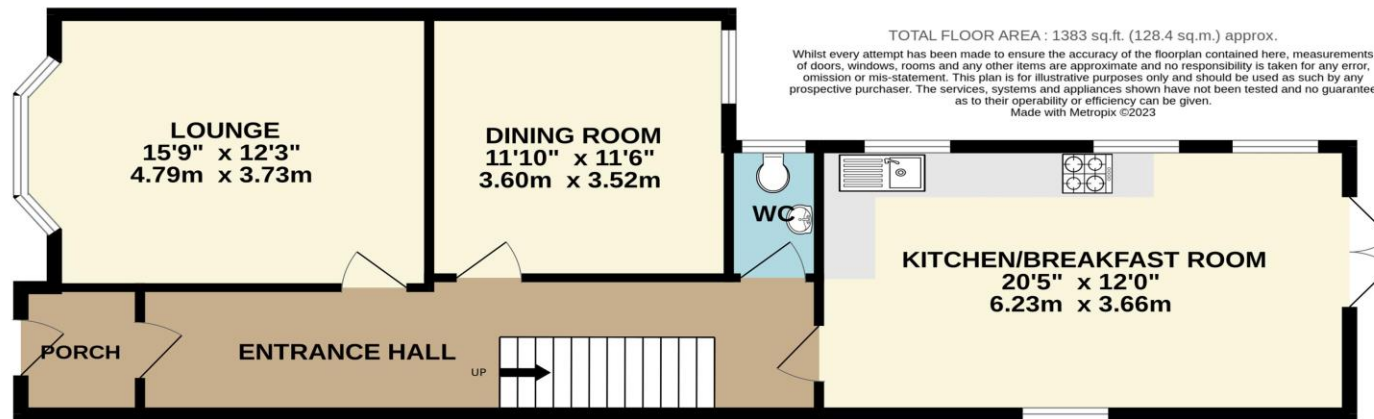 TOTAL FLOOR AREA : 1383 sq.ft. (128.4 sq.m.) approx.
Whilst every attempt has been made to ensure the accuracy of the floorplan contained here, measurements
of doors, windows, rooms and any other items are approximate and no responsibility is taken for any error,
omission or mis-statement. This plan is for illustrative purposes only and should be used as such by any
prospective purchaser. The services, systems and appliances shown have not been tested and no guarantee
as to their operability or efficiency can be given.
Made with Metropix ©2023
LOUNGE
15'9" x 12'3"
4.79m x 3.73m
DINING ROOM
11'10" x 11'6"
3.60m x 3.52m
WC
KITCHEN/BREAKFAST ROOM
20'5" x 12'0"
6.23m x 3.66m
PORCH
ENTRANCE HALL
UP